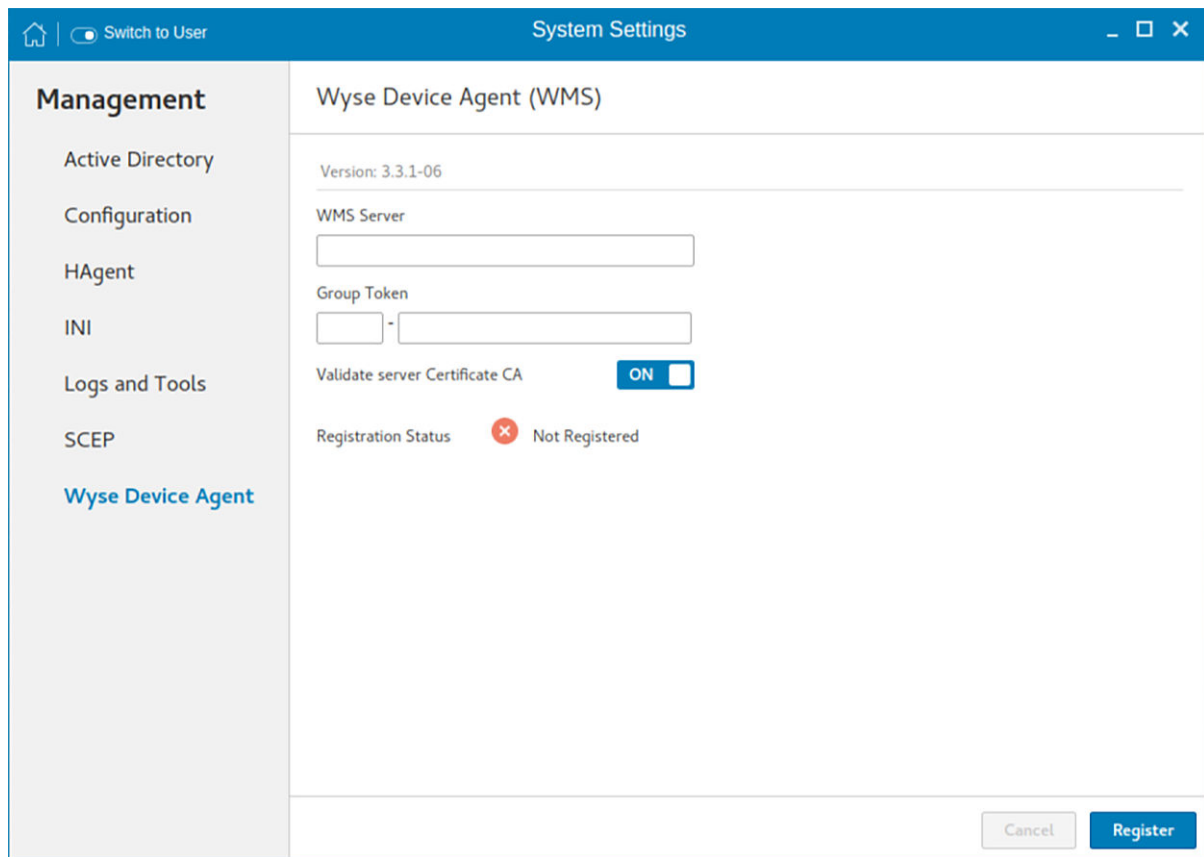 Switch to User
System Settings
Management
Active Directory
Configuration
HAgent
INI
Logs and Tools
SCEP
Wyse Device Agent
Wyse Device Agent (WMS)
Version: 3.3.1-06
WMS Server
Group Token
-
Validate server Certificate CA ON
Registration Status Not Registered
Cancel Register